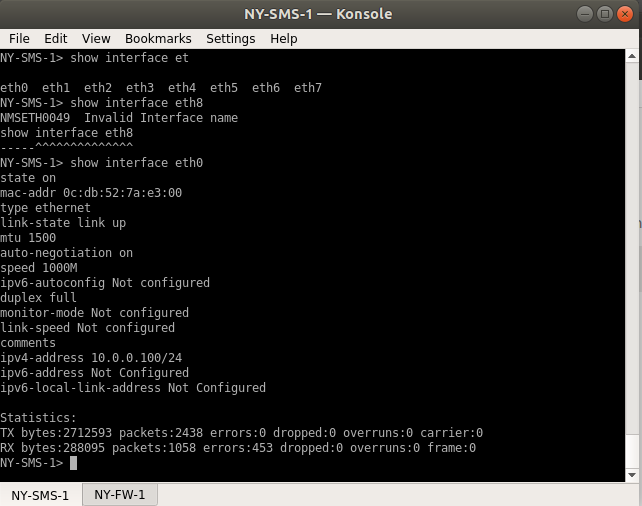 NY-SMS-1 — Konsole
File Edit View Bookmarks Settings Help
NY-SMS-1> show interface et
eth0 eth1 eth2 eth3 eth4 eth5 eth6 eth7
NY-SMS-1> show interface eth8
NMSETH0049 Invalid Interface name
show interface eth8
-----^^^^^^^^^^^^^^
NY-SMS-1> show interface eth0
state on
mac-addr 0c:db:52:7a:e3:00
type ethernet
link-state link up
mtu 1500
auto-negotiation on
speed 1000M
ipv6-autoconfig Not configured
duplex full
monitor-mode Not configured
link-speed Not configured
comments
ipv4-address 10.0.0.100/24
ipv6-address Not Configured
ipv6-local-link-address Not Configured
Statistics:
TX bytes:2712593 packets:2438 errors:0 dropped:0 overruns:0 carrier:0
RX bytes:288095 packets:1058 errors:453 dropped:0 overruns:0 frame:0
NY-SMS-1>
NY-SMS-1 NY-FW-1